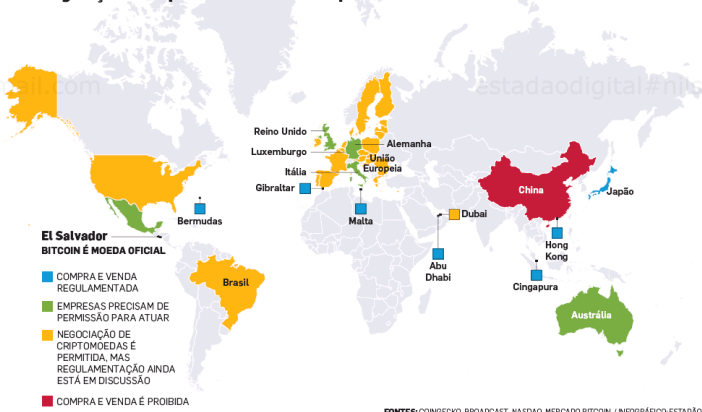 ail.com
estadaodigital#nis
Reino Unido
Alemanha
Luxemburgo
União
Europeia
Itália
Gibraltar
China
Japão
Bermudas
Malta
Dubai
El Salvador
BITCOIN É MOEDA OFICIAL
Hong
Kong
Abu
Dhabi
Cingapura
Brasil
Austrália
COMPRA E VENDA
REGULAMENTADA
EMPRESAS PRECISAM DE
PERMISSÃO PARA ATUAR
NEGOCIAÇÃO DE
CRIPTOMOEDAS É
PERMITIDA, MAS
REGULAMENTAÇÃO AINDA
ESTÁ EM DISCUSSÃO
COMPRA E VENDA É PROIBIDA
FONTES: COINGECKO, BROADCAST, NASDAQ, MERCADO BITCOIN / INFOGRÁFICO: ESTADÃO